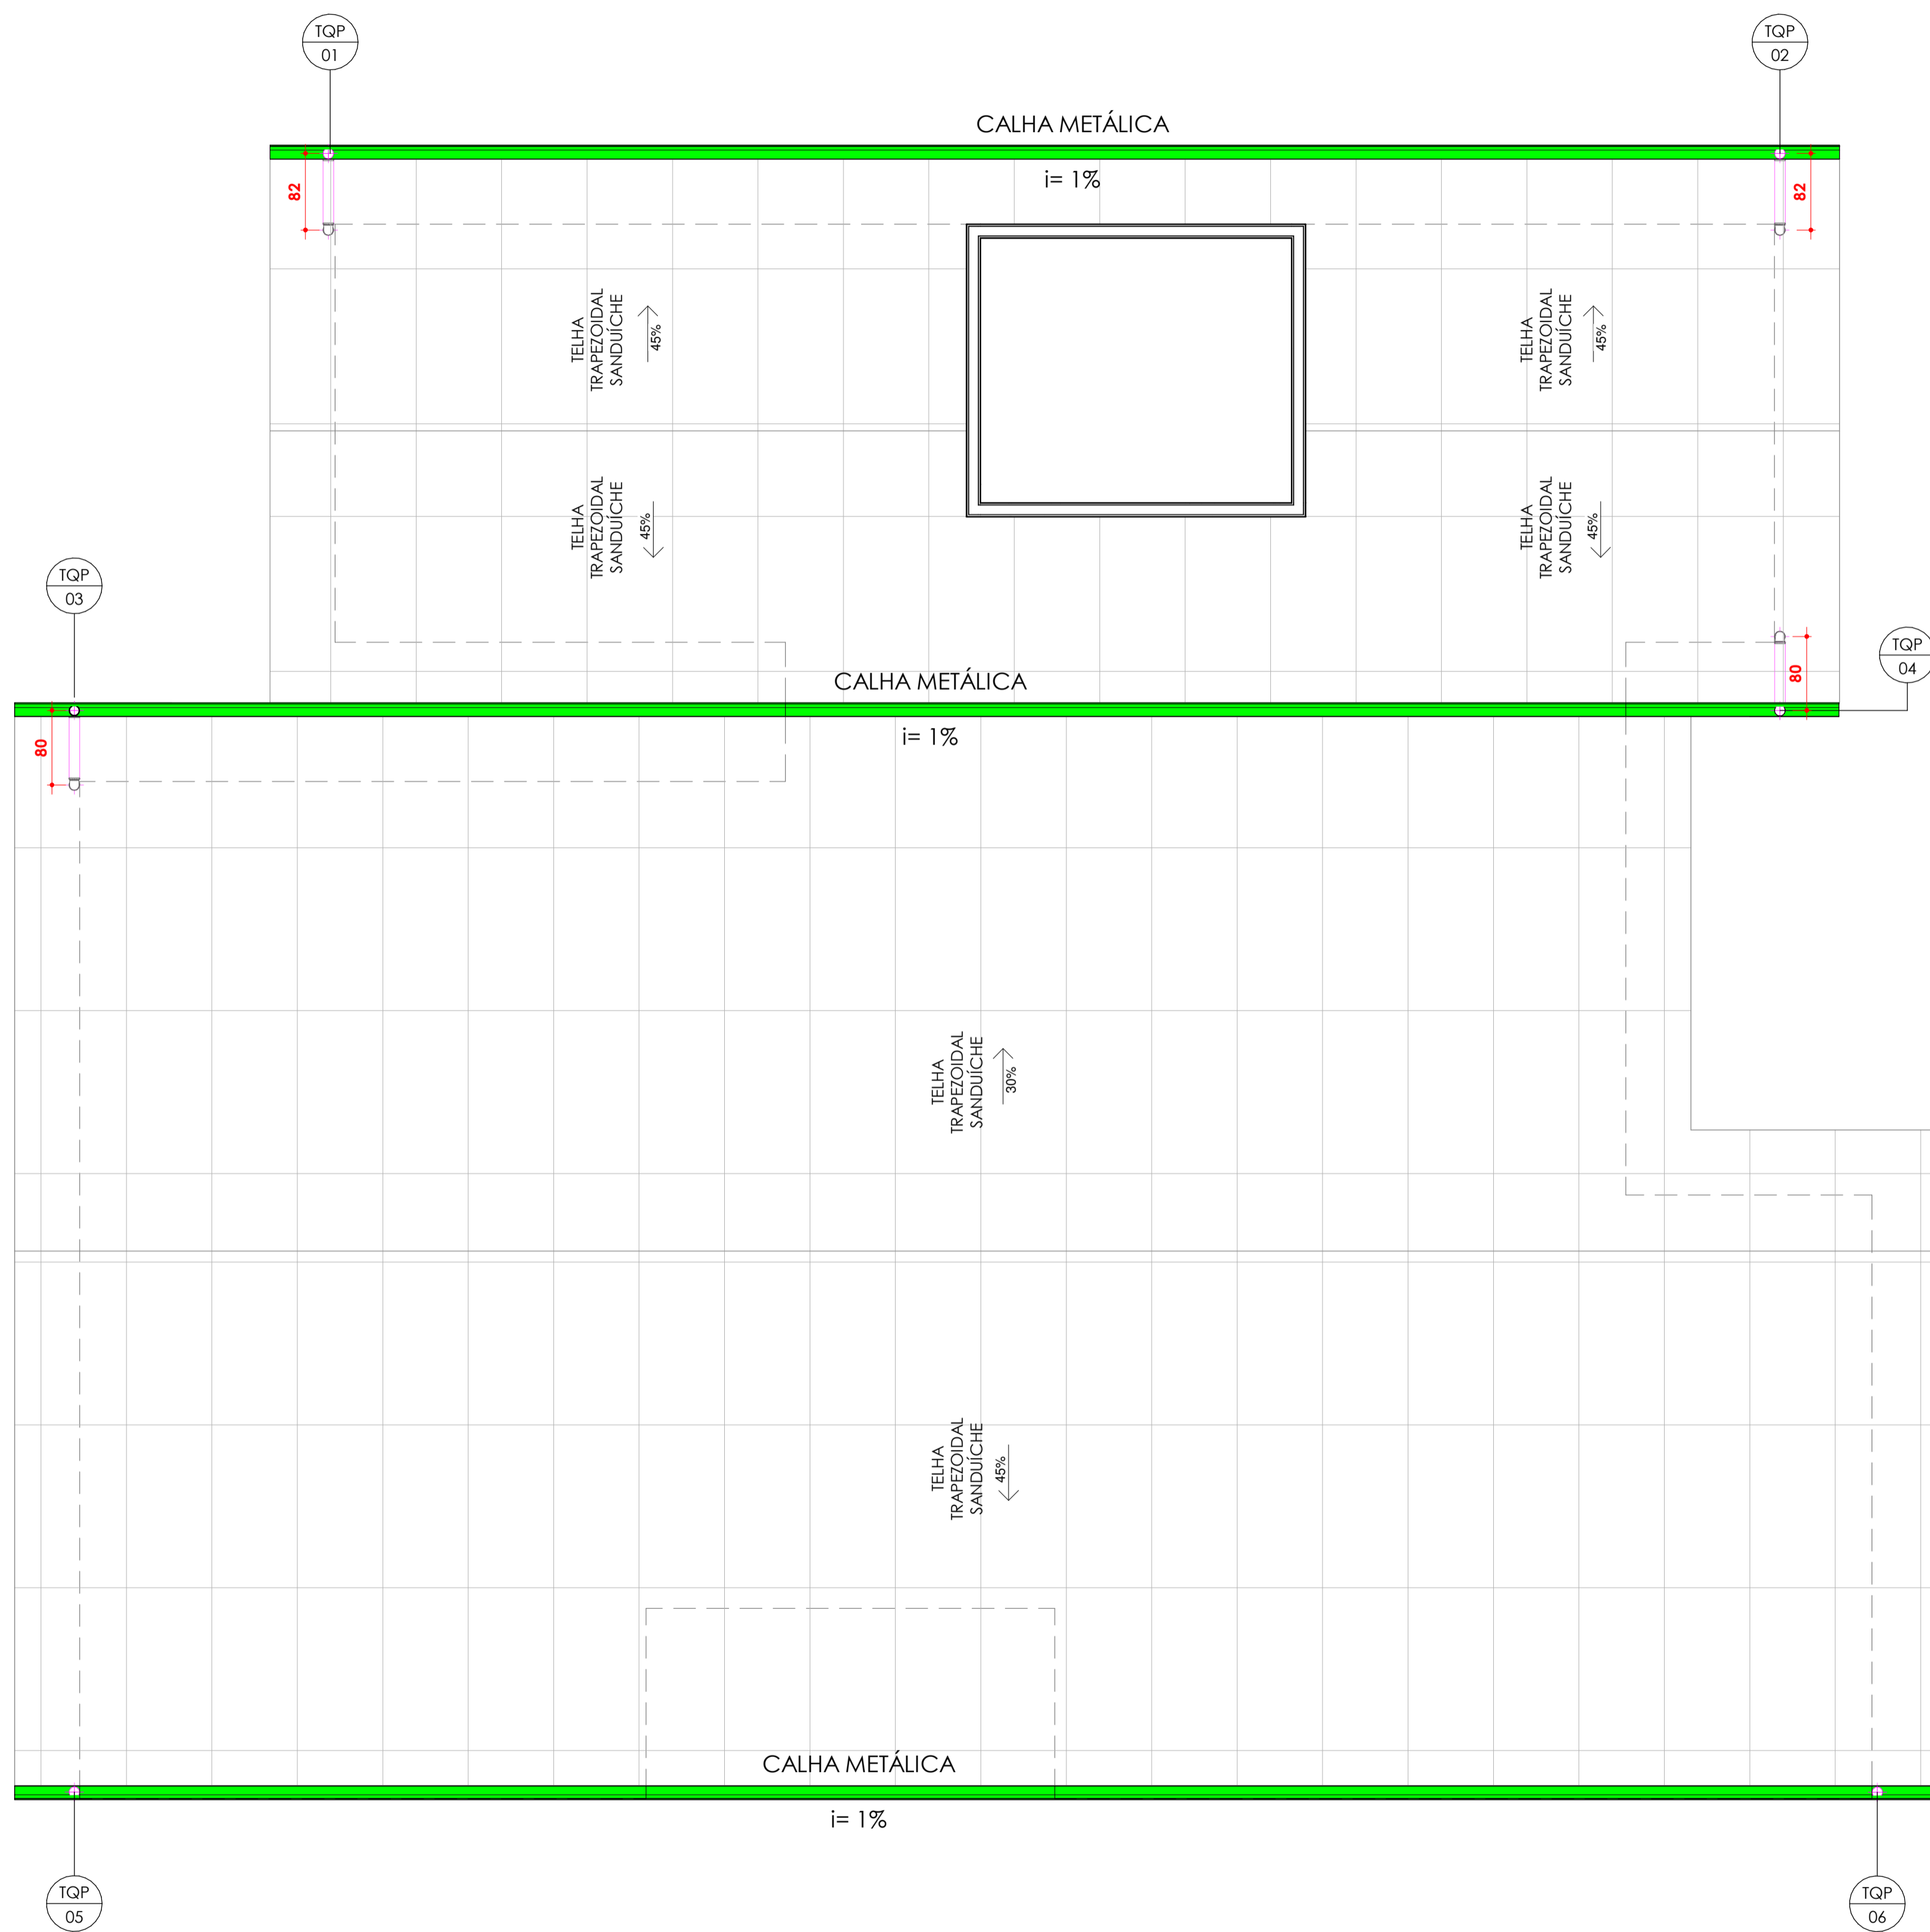 TQP
01
TQP
02
CALHA METÁLICA
i= 1%
82
82
TELHA
TRAPEZOIDAL
SANDUÍCHE
45%
TELHA
TRAPEZOIDAL
SANDUÍCHE
45%
TELHA
TRAPEZOIDAL
SANDUÍCHE
45%
TELHA
TRAPEZOIDAL
SANDUÍCHE
45%
TQP
03
TQP
04
CALHA METÁLICA
i= 1%
80
80
TELHA
TRAPEZOIDAL
SANDUÍCHE
30%
TELHA
TRAPEZOIDAL
SANDUÍCHE
45%
CALHA METÁLICA
i= 1%
TQP
05
TQP
06